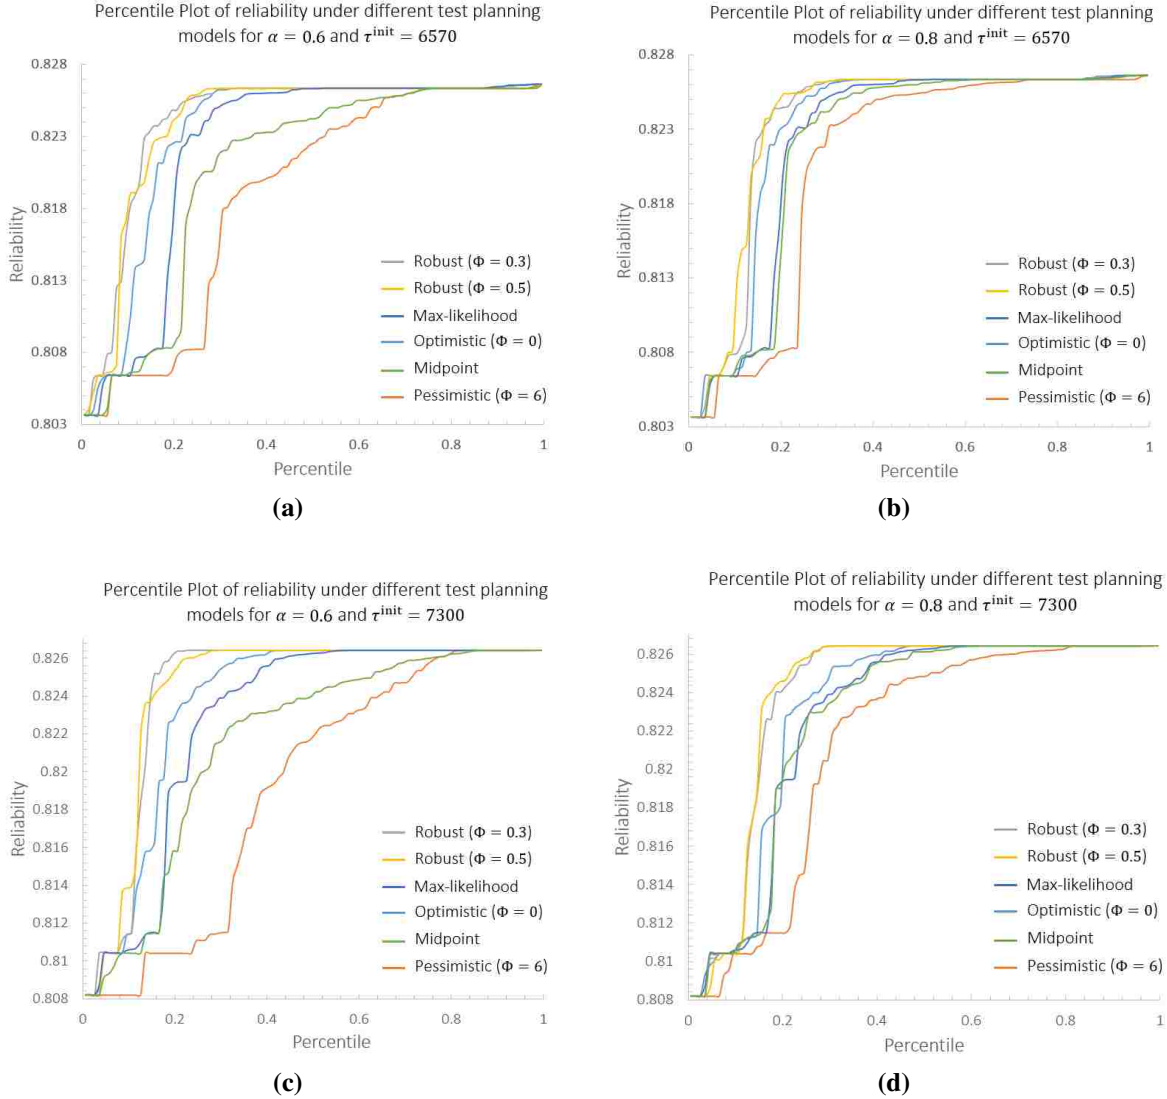 Percentile Plot of reliability under different test planning
models for α = 0.6 and τ^init = 6570
0.828
0.823
0.818
0.813
0.808
0.803
Reliability
0
0.2
0.4
0.6
0.8
1
Percentile
Robust (Φ = 0.3)
Robust (Φ = 0.5)
Max-likelihood
Optimistic (Φ = 0)
Midpoint
Pessimistic (Φ = 6)
(a)
Percentile Plot of reliability under different test planning
models for α = 0.8 and τ^init = 6570
0.828
0.823
0.818
0.813
0.808
0.803
Reliability
0
0.2
0.4
0.6
0.8
1
Percentile
Robust (Φ = 0.3)
Robust (Φ = 0.5)
Max-likelihood
Optimistic (Φ = 0)
Midpoint
Pessimistic (Φ = 6)
(b)
Percentile Plot of reliability under different test planning
models for α = 0.6 and τ^init = 7300
0.826
0.824
0.822
0.82
0.818
0.816
0.814
0.812
0.81
0.808
Reliability
0
0.2
0.4
0.6
0.8
1
Percentile
Robust (Φ = 0.3)
Robust (Φ = 0.5)
Max-likelihood
Optimistic (Φ = 0)
Midpoint
Pessimistic (Φ = 6)
(c)
Percentile Plot of reliability under different test planning
models for α = 0.8 and τ^init = 7300
0.826
0.824
0.822
0.82
0.818
0.816
0.814
0.812
0.81
0.808
Reliability
0
0.2
0.4
0.6
0.8
1
Percentile
Robust (Φ = 0.3)
Robust (Φ = 0.5)
Max-likelihood
Optimistic (Φ = 0)
Midpoint
Pessimistic (Φ = 6)
(d)